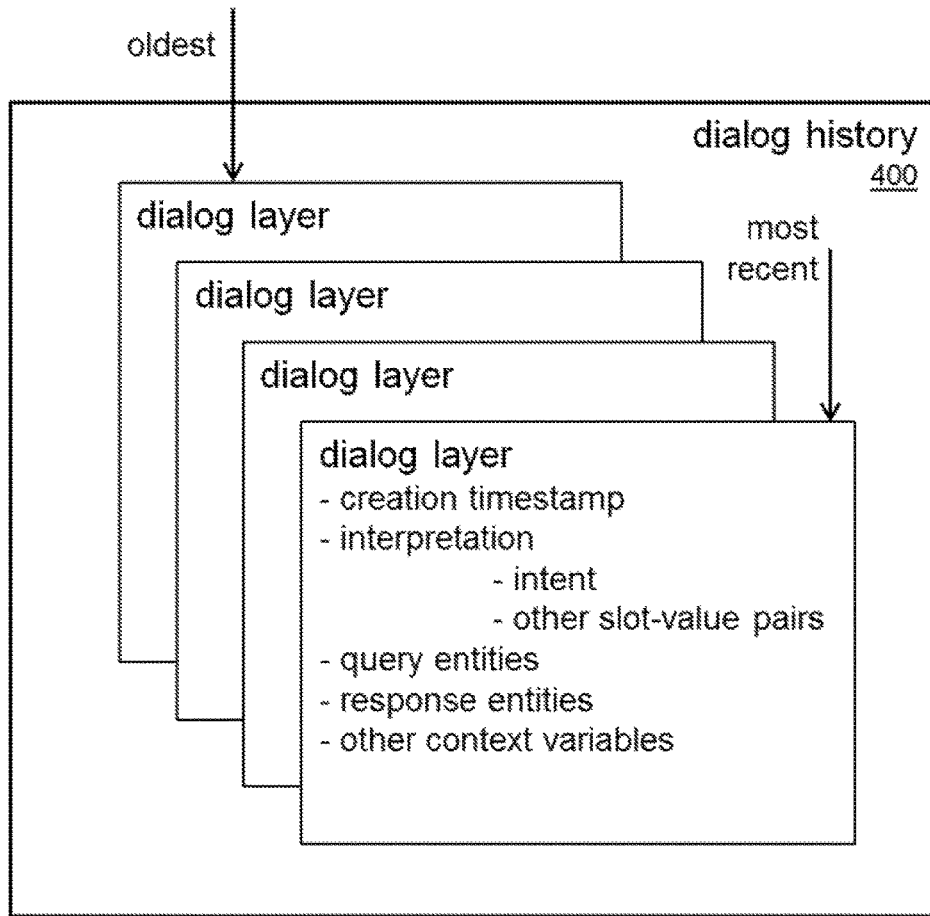 oldest
dialog history
400
dialog layer
most
recent
dialog layer
dialog layer
dialog layer
- creation timestamp
- interpretation
- intent
- other slot-value pairs
- query entities
- response entities
- other context variables